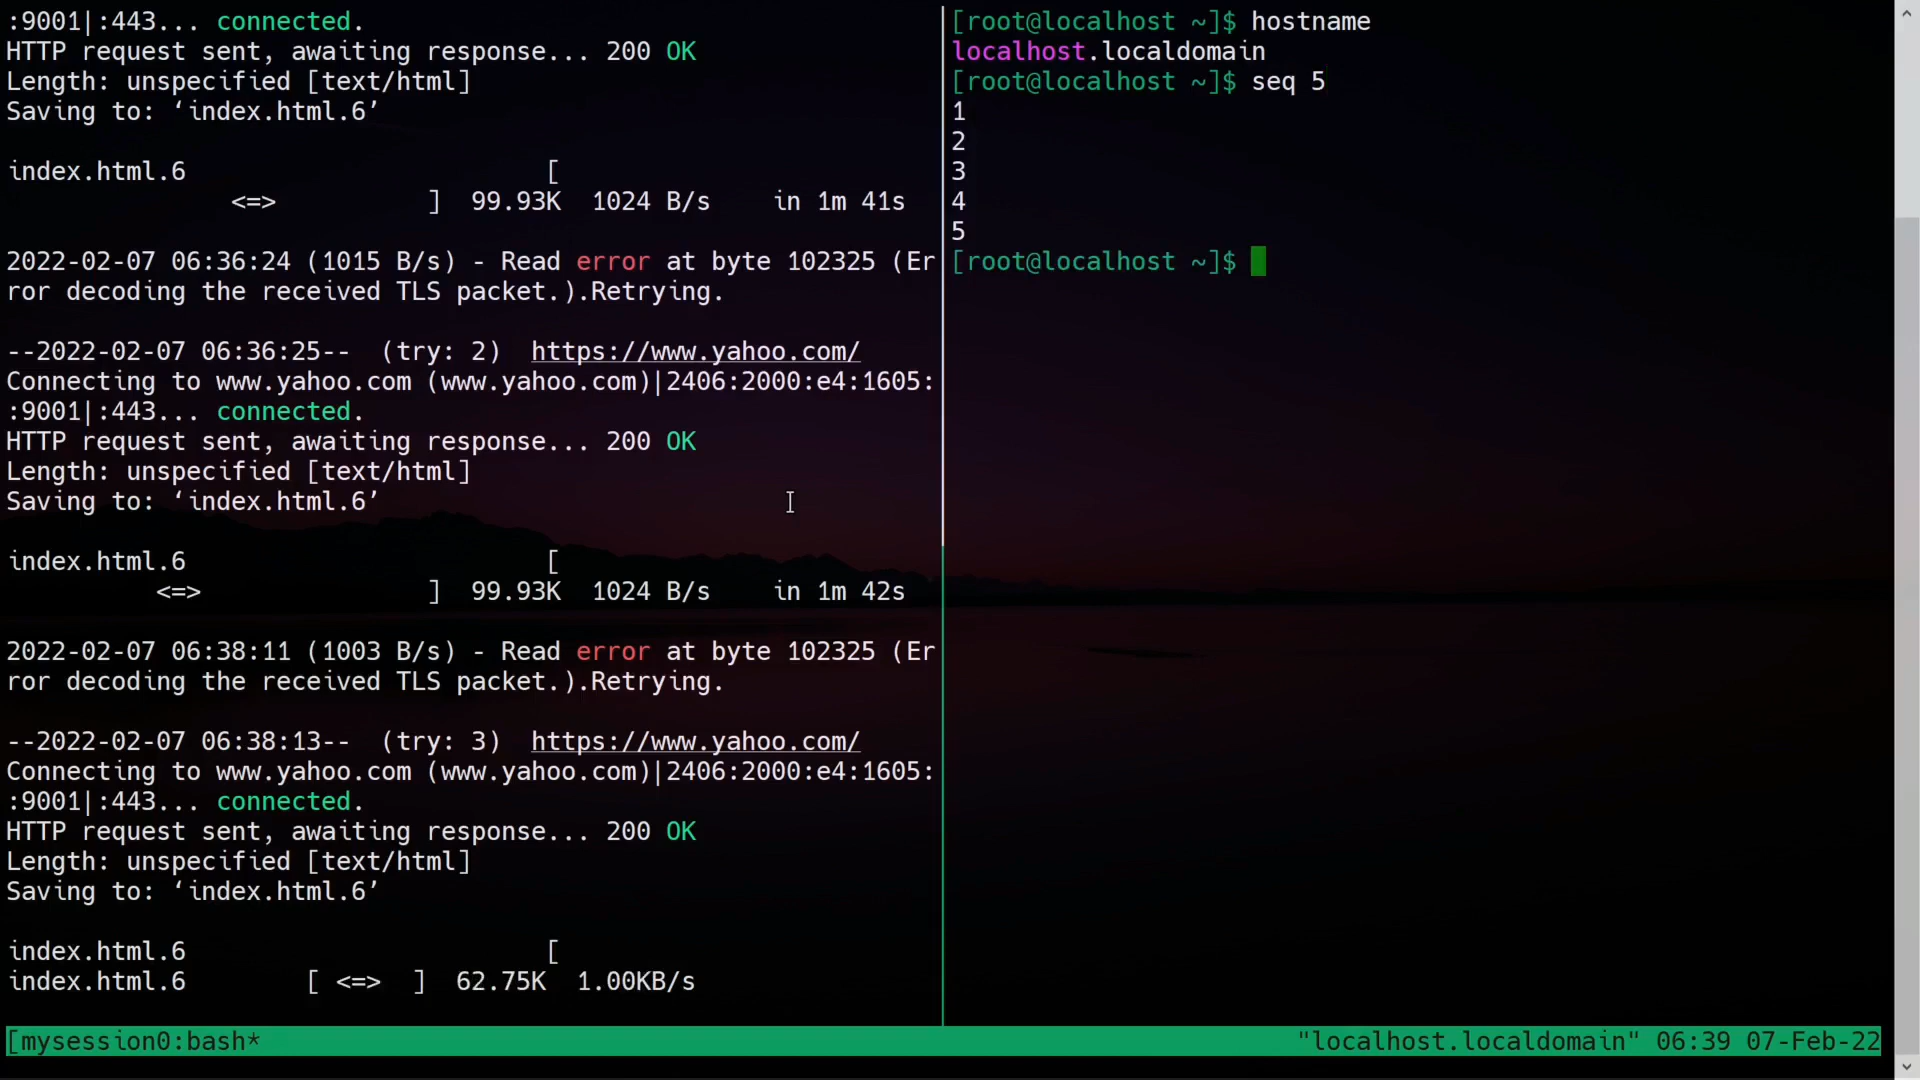 :9001|:443... connected.
HTTP request sent, awaiting response... 200 OK
Length: unspecified [text/html]
Saving to: ‘index.html.6’
index.html.6 [
<=> ] 99.93K 1024 B/s in 1m 41s
2022-02-07 06:36:24 (1015 B/s) - Read error at byte 102325 (Er
ror decoding the received TLS packet.).Retrying.
--2022-02-07 06:36:25-- (try: 2) https://www.yahoo.com/
Connecting to www.yahoo.com (www.yahoo.com)|2406:2000:e4:1605:
:9001|:443... connected.
HTTP request sent, awaiting response... 200 OK
Length: unspecified [text/html]
Saving to: ‘index.html.6’
index.html.6 [
<=> ] 99.93K 1024 B/s in 1m 42s
2022-02-07 06:38:11 (1003 B/s) - Read error at byte 102325 (Er
ror decoding the received TLS packet.).Retrying.
--2022-02-07 06:38:13-- (try: 3) https://www.yahoo.com/
Connecting to www.yahoo.com (www.yahoo.com)|2406:2000:e4:1605:
:9001|:443... connected.
HTTP request sent, awaiting response... 200 OK
Length: unspecified [text/html]
Saving to: ‘index.html.6’
index.html.6 [
index.html.6 [ <=> ] 62.75K 1.00KB/s
[root@localhost ~]$ hostname
localhost.localdomain
[root@localhost ~]$ seq 5
1
2
3
4
5
[root@localhost ~]$
[mysession0:bash* "localhost.localdomain" 06:39 07-Feb-22